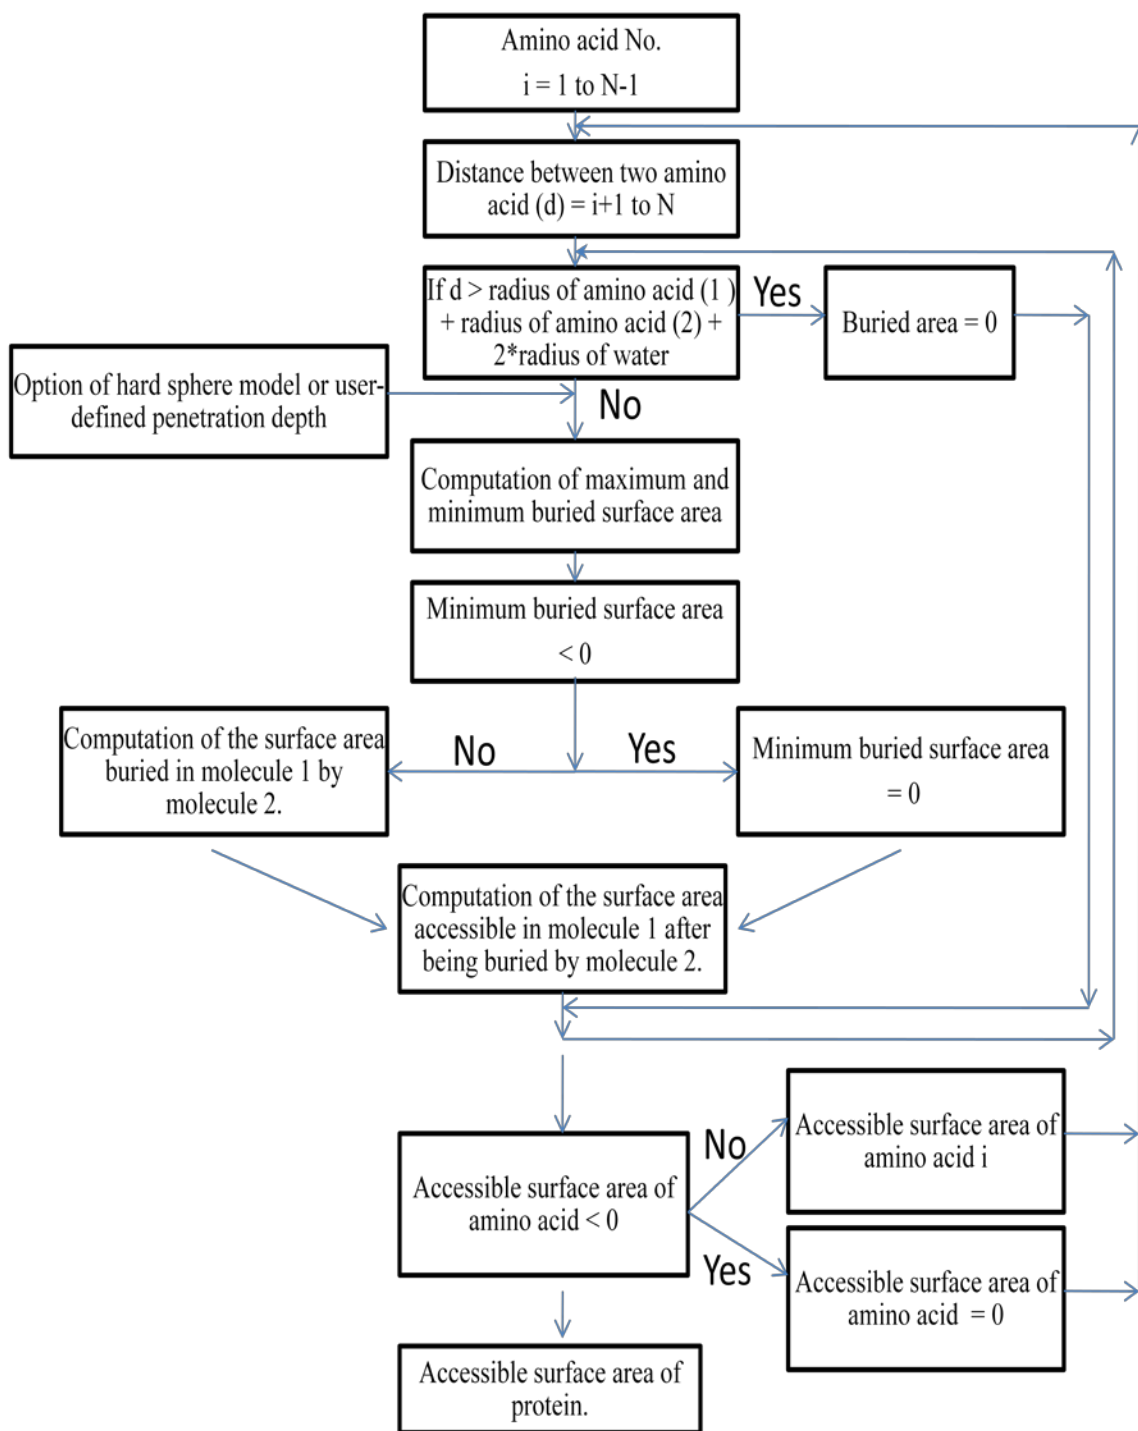 Amino acid No.
i = 1 to N-1
Distance between two amino
acid (d) = i+1 to N
If d > radius of amino acid (1 )
+ radius of amino acid (2) +
2*radius of water
Yes
Buried area = 0
Option of hard sphere model or user-
defined penetration depth
No
Computation of maximum and
minimum buried surface area
Minimum buried surface area
< 0
Computation of the surface area
buried in molecule 1 by
molecule 2.
No
Yes
Minimum buried surface area
= 0
Computation of the surface area
accessible in molecule 1 after
being buried by molecule 2.
Accessible surface area of
amino acid < 0
No
Accessible surface area of
amino acid i
Yes
Accessible surface area of
amino acid = 0
Accessible surface area of
protein.